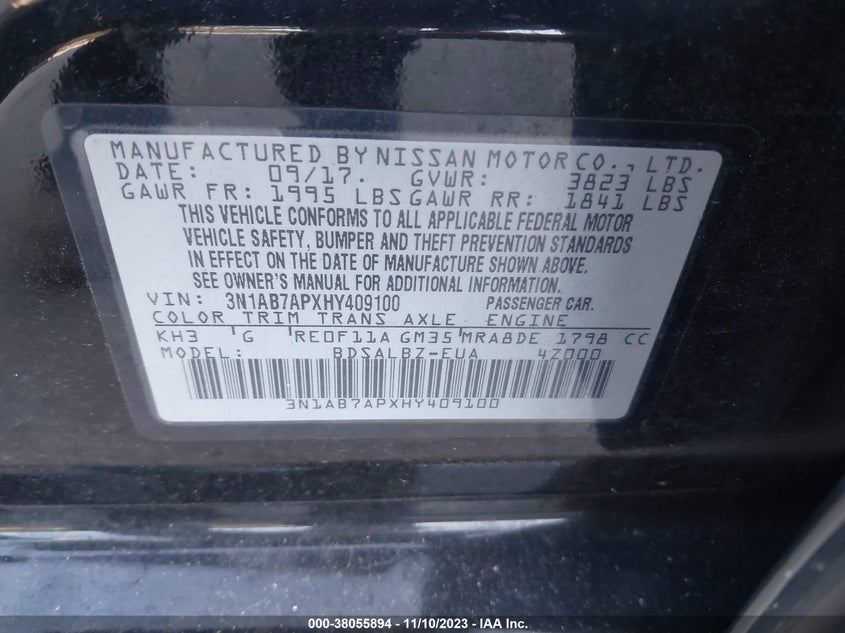 MANUFACTURED BY NISSAN MOTOR CO., LTD.
DATE: 09/17. GVWR: 3823 LBS
GAWR FR: 1995 LBS GAWR RR: 1841 LBS
THIS VEHICLE CONFORMS TO ALL APPLICABLE FEDERAL MOTOR
VEHICLE SAFETY, BUMPER AND THEFT PREVENTION STANDARDS
IN EFFECT ON THE DATE OF MANUFACTURE SHOWN ABOVE.
SEE OWNER'S MANUAL FOR ADDITIONAL INFORMATION.
VIN: 3N1AB7APXHY409100 PASSENGER CAR.
COLOR TRIM TRANS AXLE ENGINE
KH3 G RE0F11A GM35 MRA8DE 1798 CC
MODEL: BDSALBZ-EUA 4Z000
3N1AB7APXHY409100
000-38055894 - 11/10/2023 - IAA Inc.